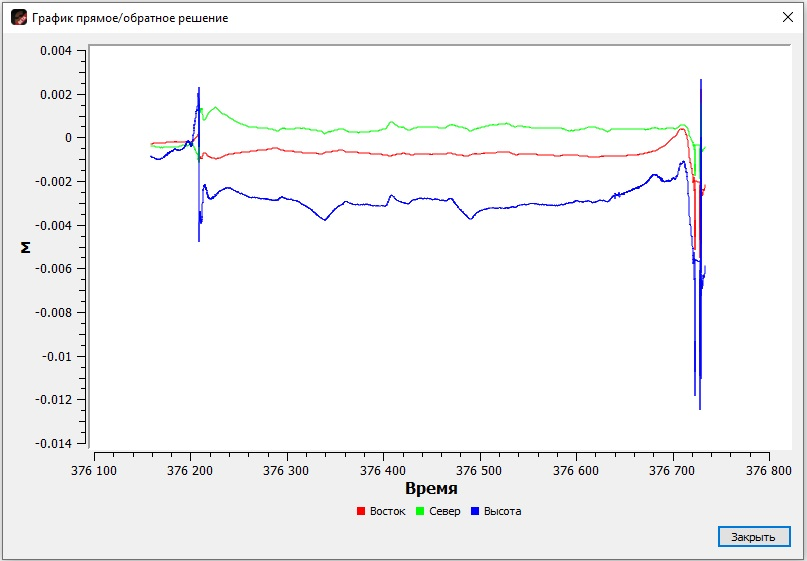 График прямое/обратное решение
0.004
0.002
0
-0.002
-0.004
-0.006
-0.008
-0.01
-0.012
-0.014
м
376 100 376 200 376 300 376 400 376 500 376 600 376 700 376 800
Время
Восток Север Высота
Закрыть